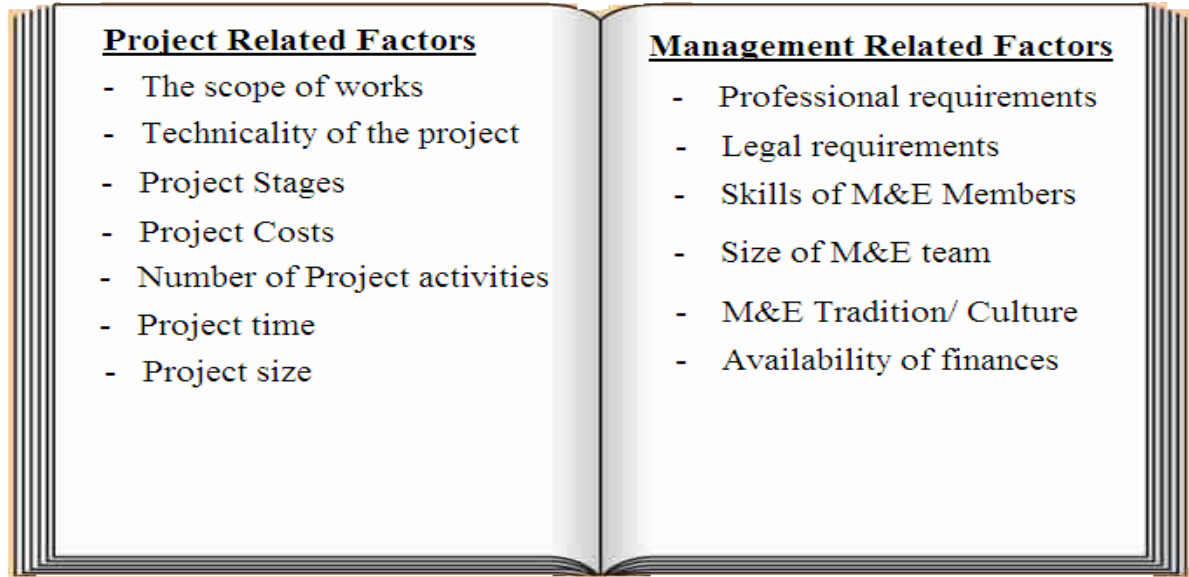 Project Related Factors
- The scope of works
- Technicality of the project
- Project Stages
- Project Costs
- Number of Project activities
- Project time
- Project size
Management Related Factors
- Professional requirements
- Legal requirements
- Skills of M&E Members
- Size of M&E team
- M&E Tradition/ Culture
- Availability of finances